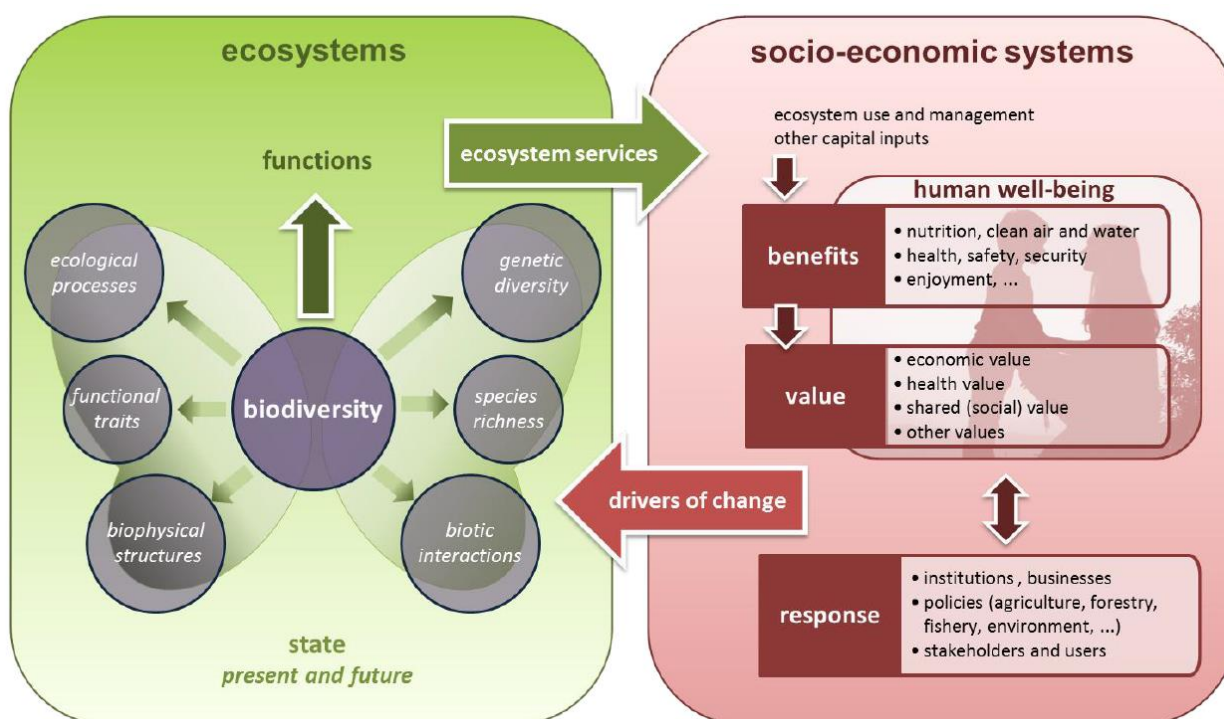 ecosystems
functions
ecosystem services
ecological
processes
genetic
diversity
functional
traits
biodiversity
species
richness
biophysical
structures
biotic
interactions
state
present and future
drivers of change
socio-economic systems
ecosystem use and management
other capital inputs
human well-being
benefits
• nutrition, clean air and water
• health, safety, security
• enjoyment, ...
value
• economic value
• health value
• shared (social) value
• other values
response
• institutions , businesses
• policies (agriculture, forestry,
fishery, environment, ...)
• stakeholders and users